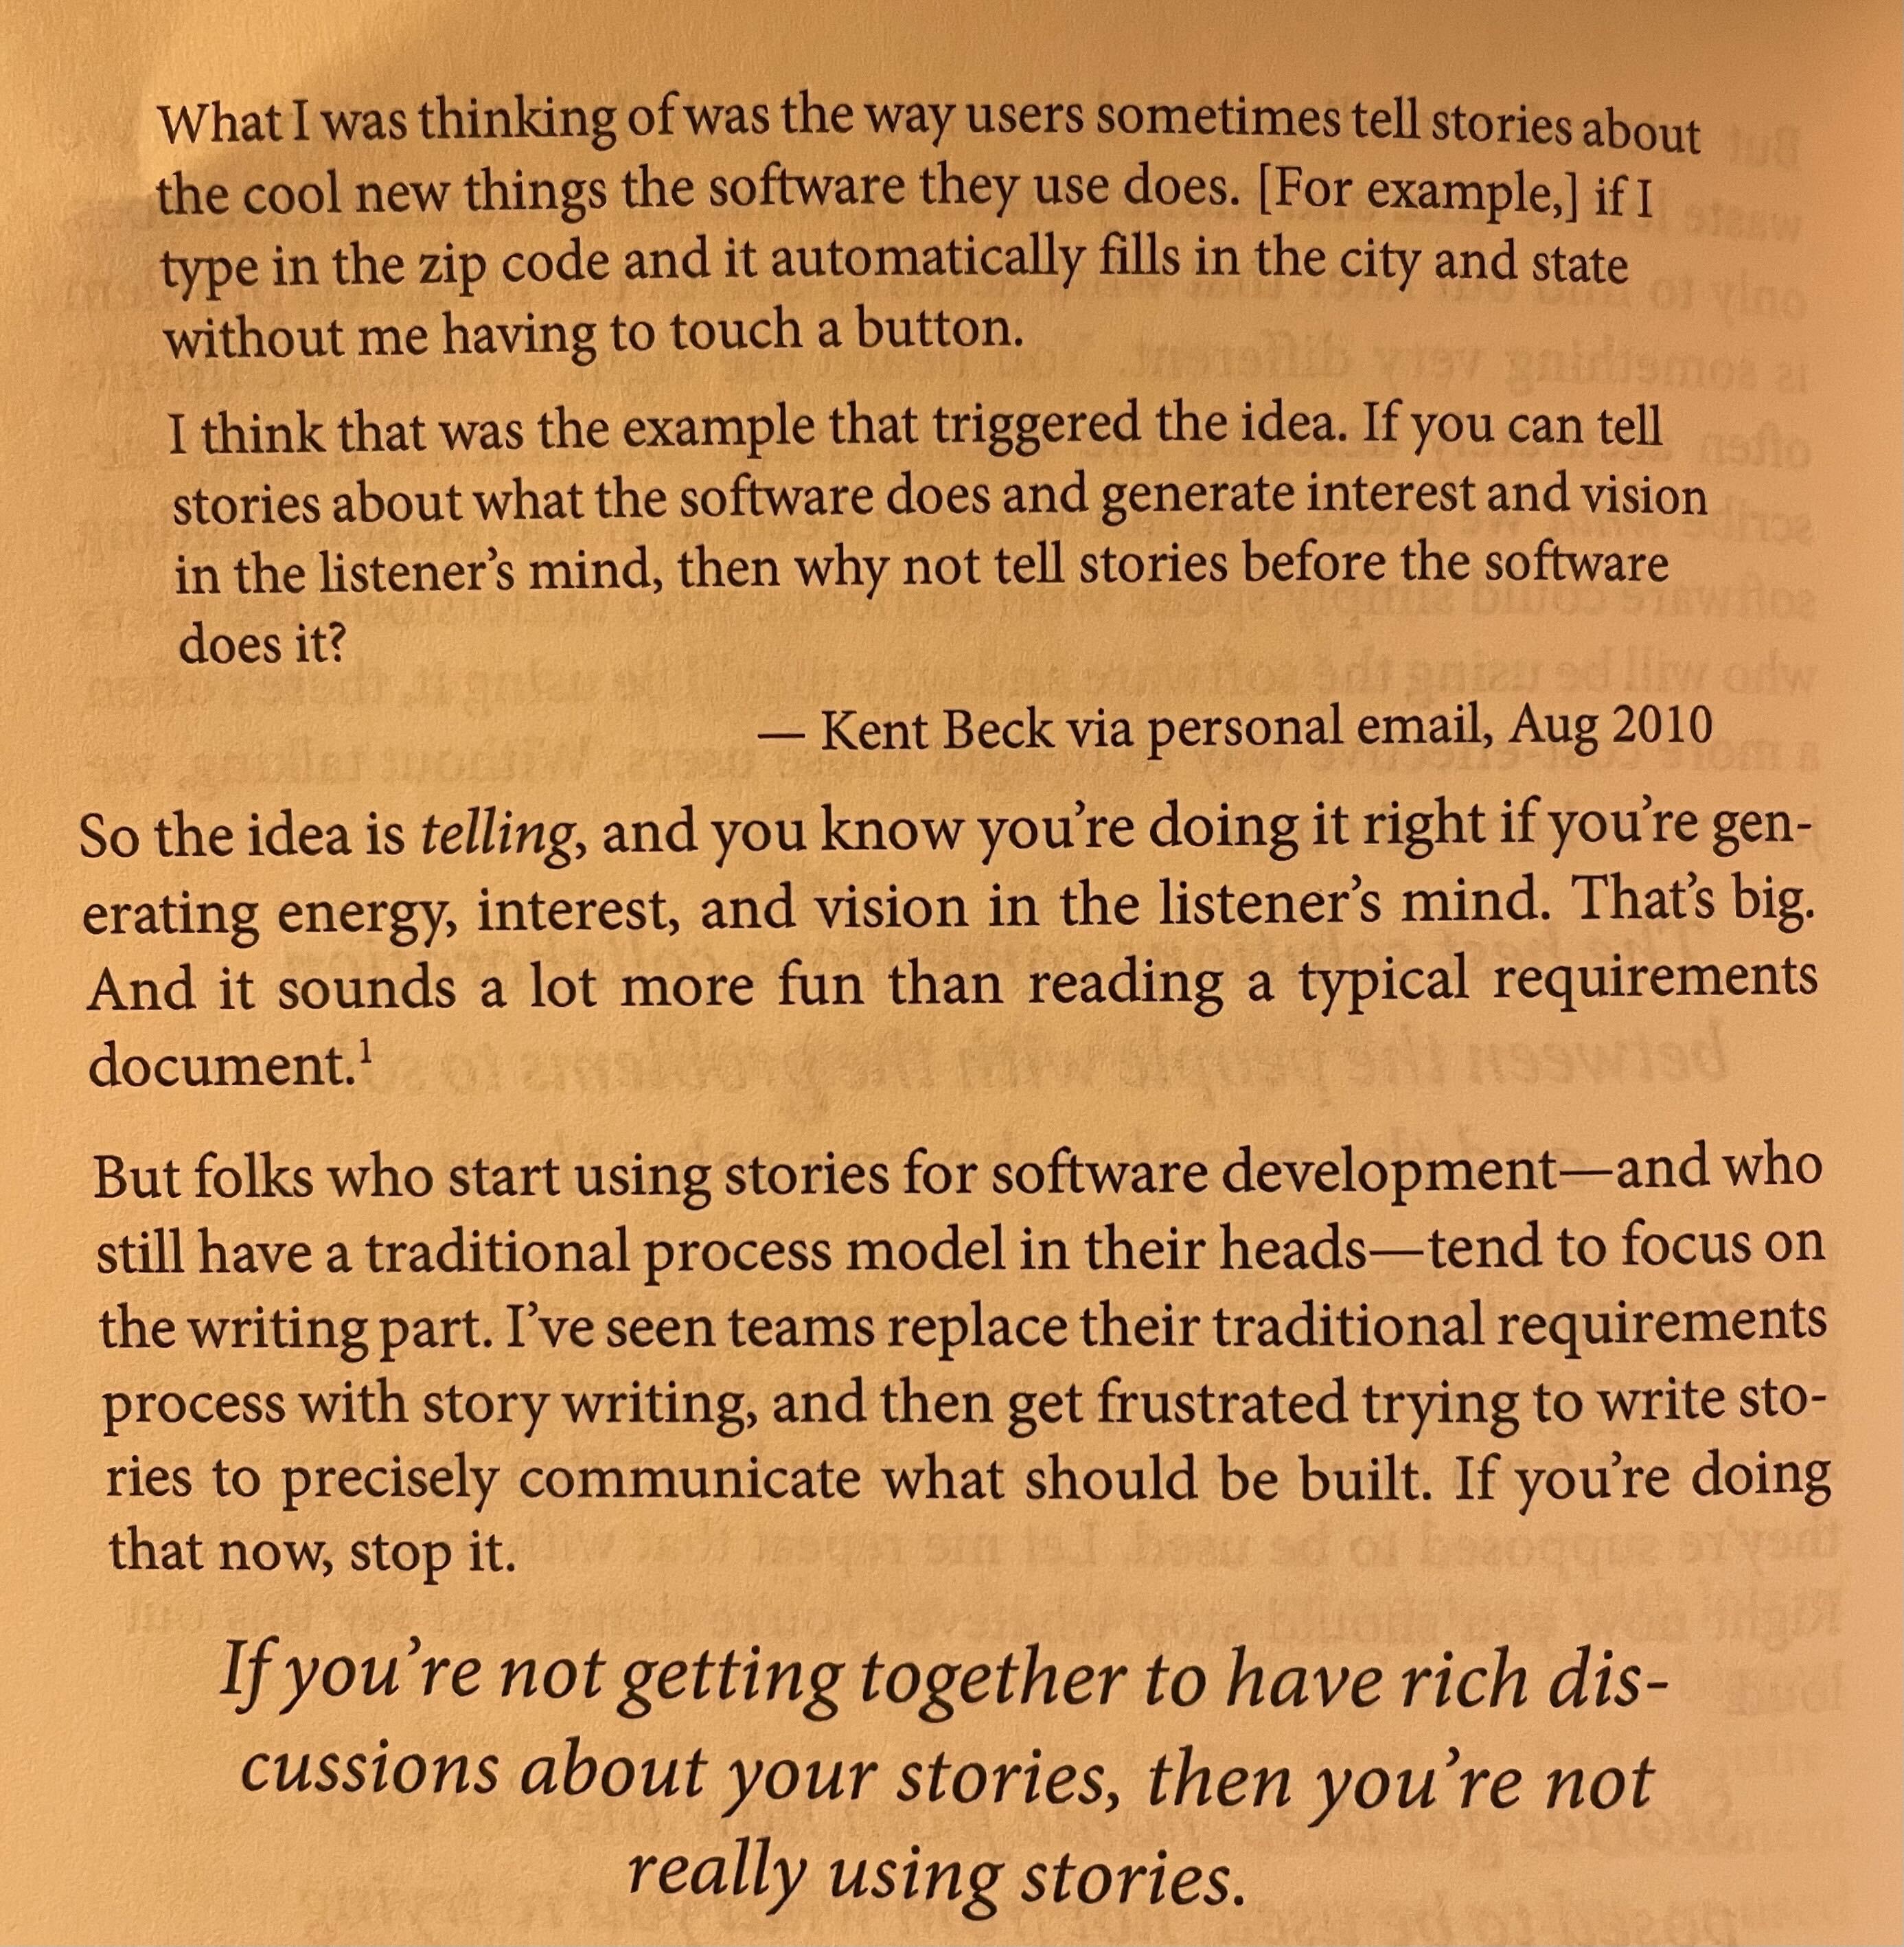 What I was thinking of was the way users sometimes tell stories about
the cool new things the software they use does. [For example,] if I
type in the zip code and it automatically fills in the city and state
without me having to touch a button.
I think that was the example that triggered the idea. If you can tell
stories about what the software does and generate interest and vision
in the listener’s mind, then why not tell stories before the software
does it?
— Kent Beck via personal email, Aug 2010
So the idea is telling, and you know you’re doing it right if you’re gen-
erating energy, interest, and vision in the listener’s mind. That’s big.
And it sounds a lot more fun than reading a typical requirements
document.¹
But folks who start using stories for software development—and who
still have a traditional process model in their heads—tend to focus on
the writing part. I’ve seen teams replace their traditional requirements
process with story writing, and then get frustrated trying to write sto-
ries to precisely communicate what should be built. If you’re doing
that now, stop it.
If you’re not getting together to have rich dis-
cussions about your stories, then you’re not
really using stories.